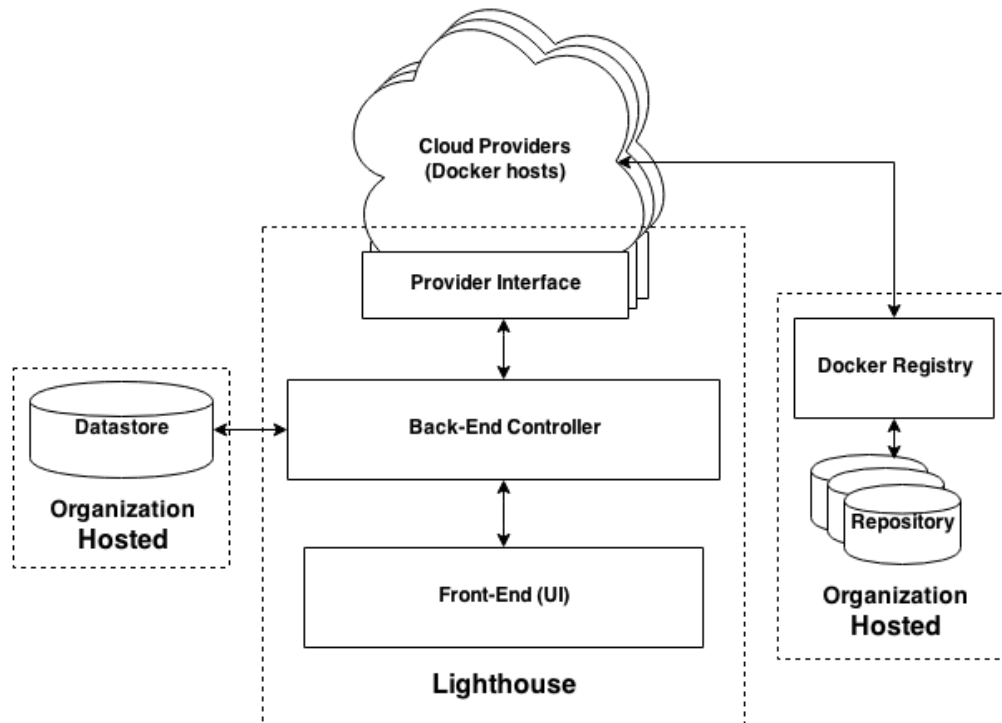 Cloud Providers
(Docker hosts)
Provider Interface
Docker Registry
Datastore
Back-End Controller
Organization
Hosted
Repository
Front-End (UI)
Organization
Hosted
Lighthouse